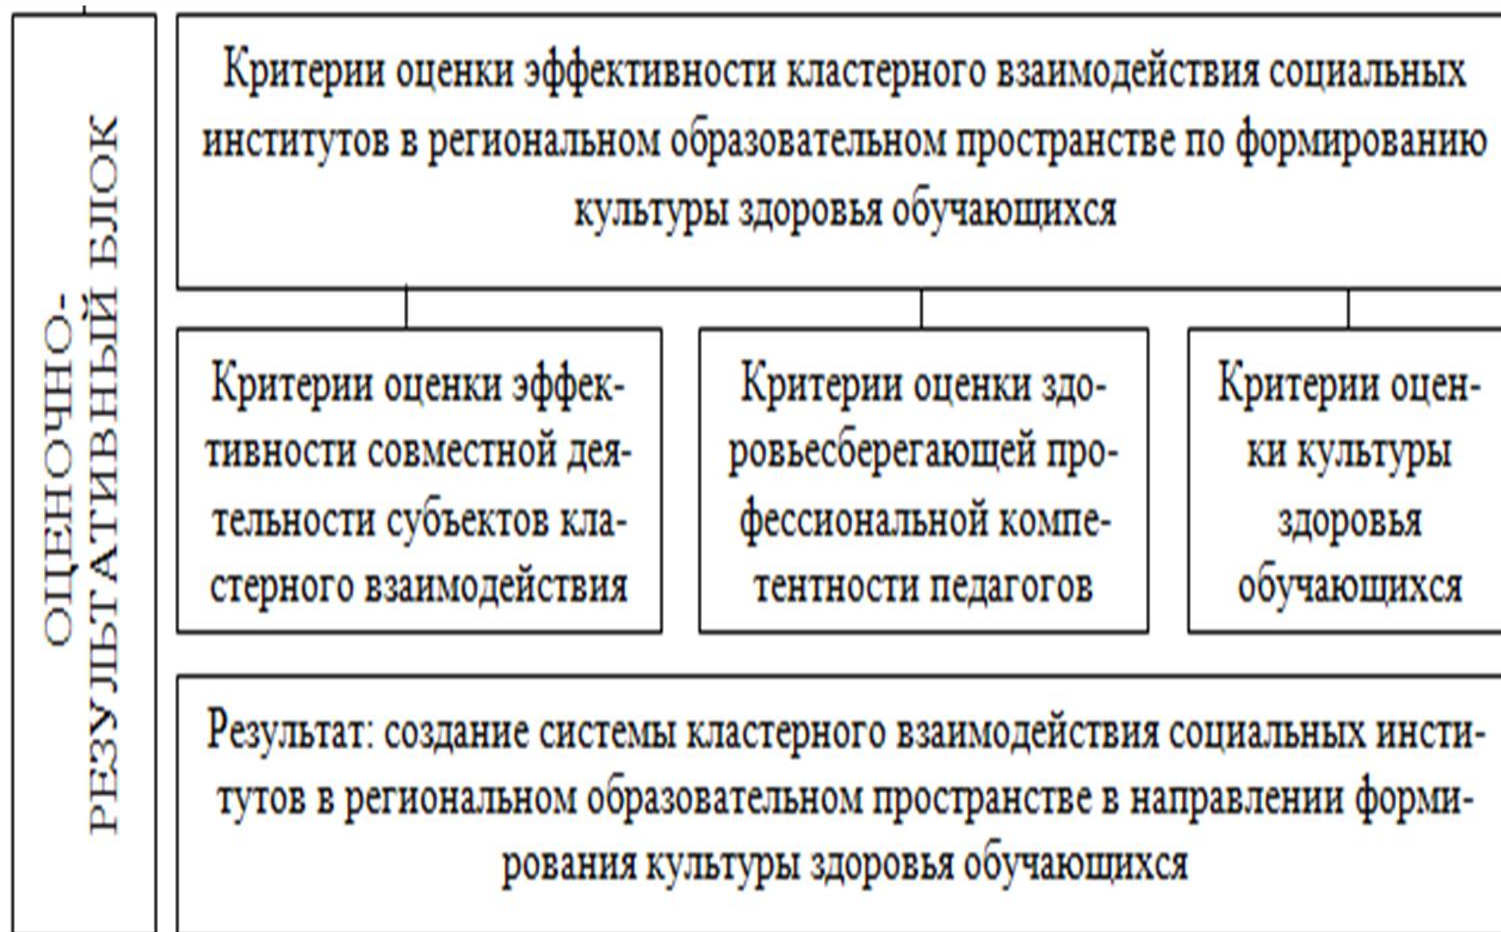 ОЦЕНОЧНО-
РЕЗУЛЬТАТИВНЫЙ БЛОК
Критерии оценки эффективности кластерного взаимодействия социальных
институтов в региональном образовательном пространстве по формированию
культуры здоровья обучающихся
Критерии оценки эффек-
тивности совместной дея-
тельности субъектов кла-
стерного взаимодействия
Критерии оценки здо-
ровьесберегающей про-
фессиональной компе-
тентности педагогов
Критерии оцен-
ки культуры
здоровья
обучающихся
Результат: создание системы кластерного взаимодействия социальных инсти-
тутов в региональном образовательном пространстве в направлении форми-
рования культуры здоровья обучающихся